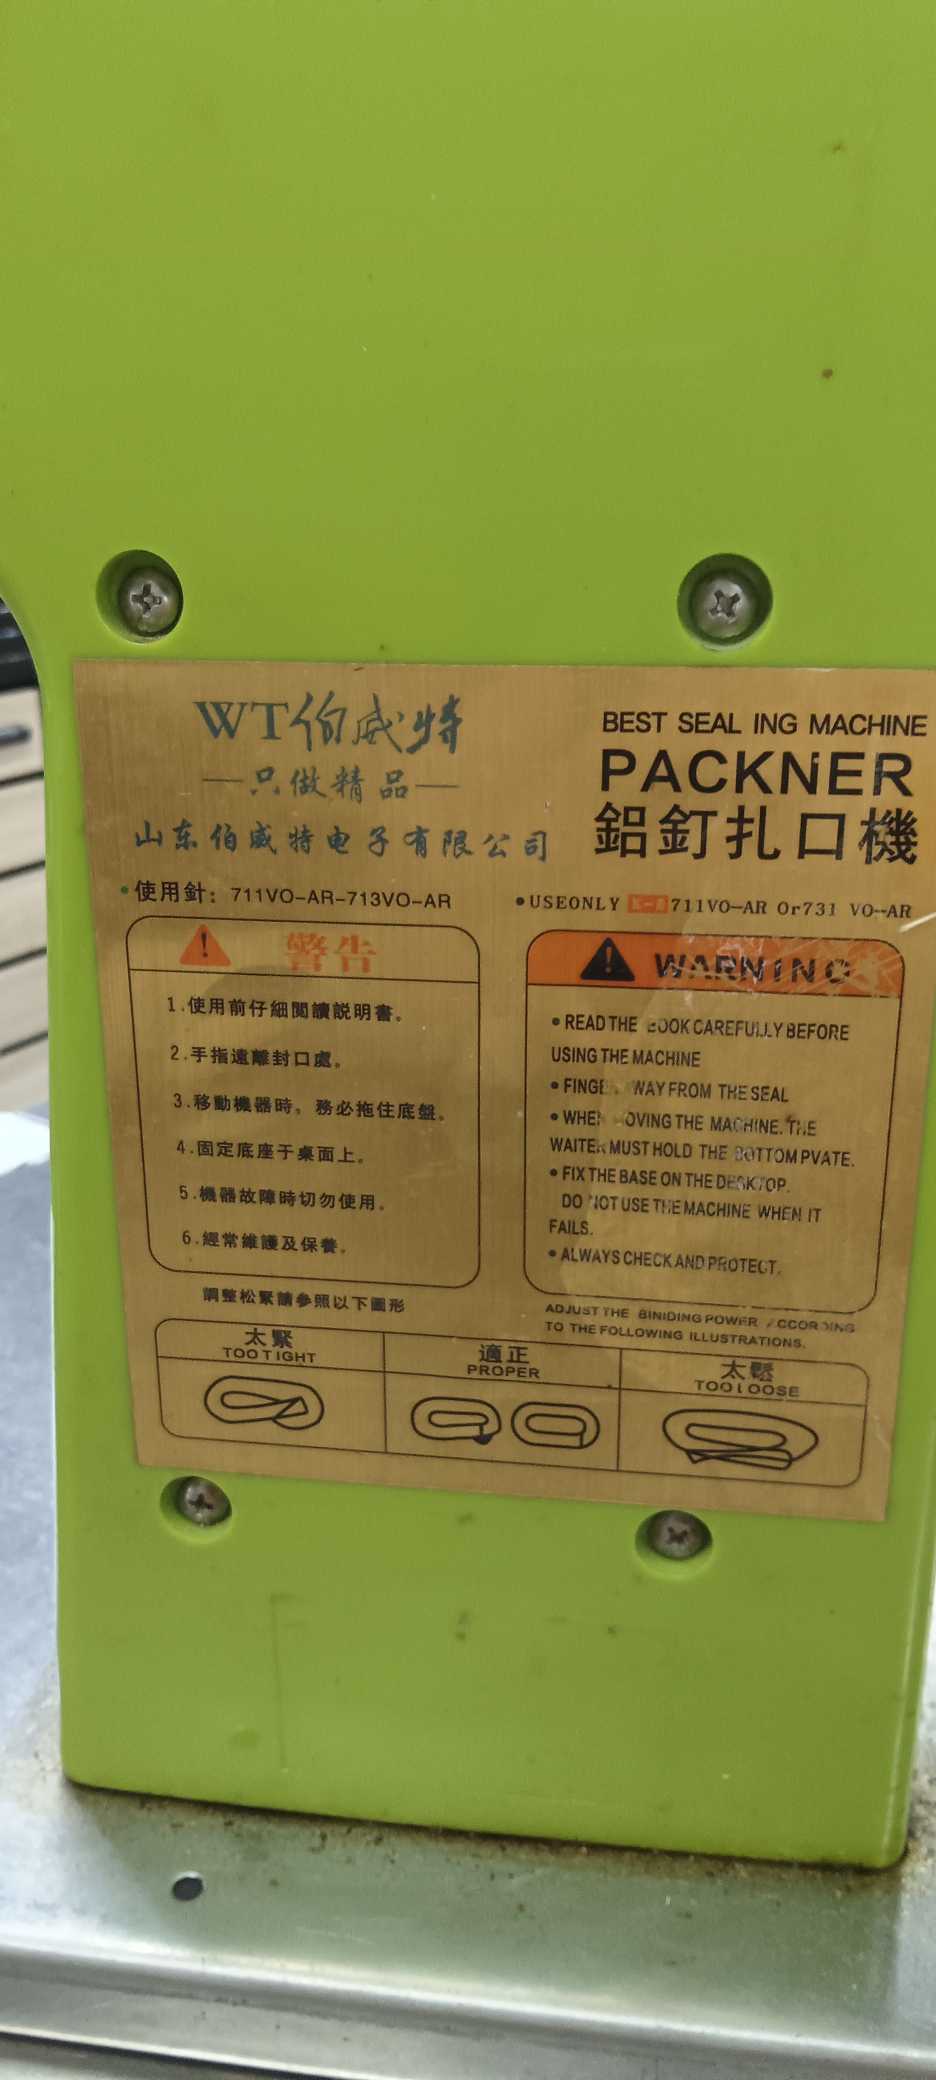 WT伯威特
只做精品
山东伯威特电子有限公司
BEST SEAL ING MACHINE
PACKNER
鋁釘扎口機
•使用針：711VO-AR-713VO-AR
•USEONLY 711VO-AR Or731 VO-AR
警告
1.使用前仔細閱讀説明書。
2.手指遠離封口處。
3.移動機器時，務必拖住底盤。
4.固定底座于桌面上。
5.機器故障時切勿使用。
6.經常維護及保養。
WARNING
•READ THE CAREFULLY BEFORE
USING THE MACHINE
• FROM THE SEAL
• THE MACHINE. THE
WAITER MUST HOLD THE BOTTOM PVATE.
•FIX THE BASE ON THE DESKTOP.
DO NOT USE THE MACHINE WHEN IT
FAILS.
•ALWAYS CHECK AND PROTECT.
調整松緊請參照以下圖形
ADJUST THE BINIDING POWER ACCORDING
TO THE FOLLOWING ILLUSTRATIONS.
太緊
TOO TIGHT
適正
PROPER
太鬆
TOO LOOSE